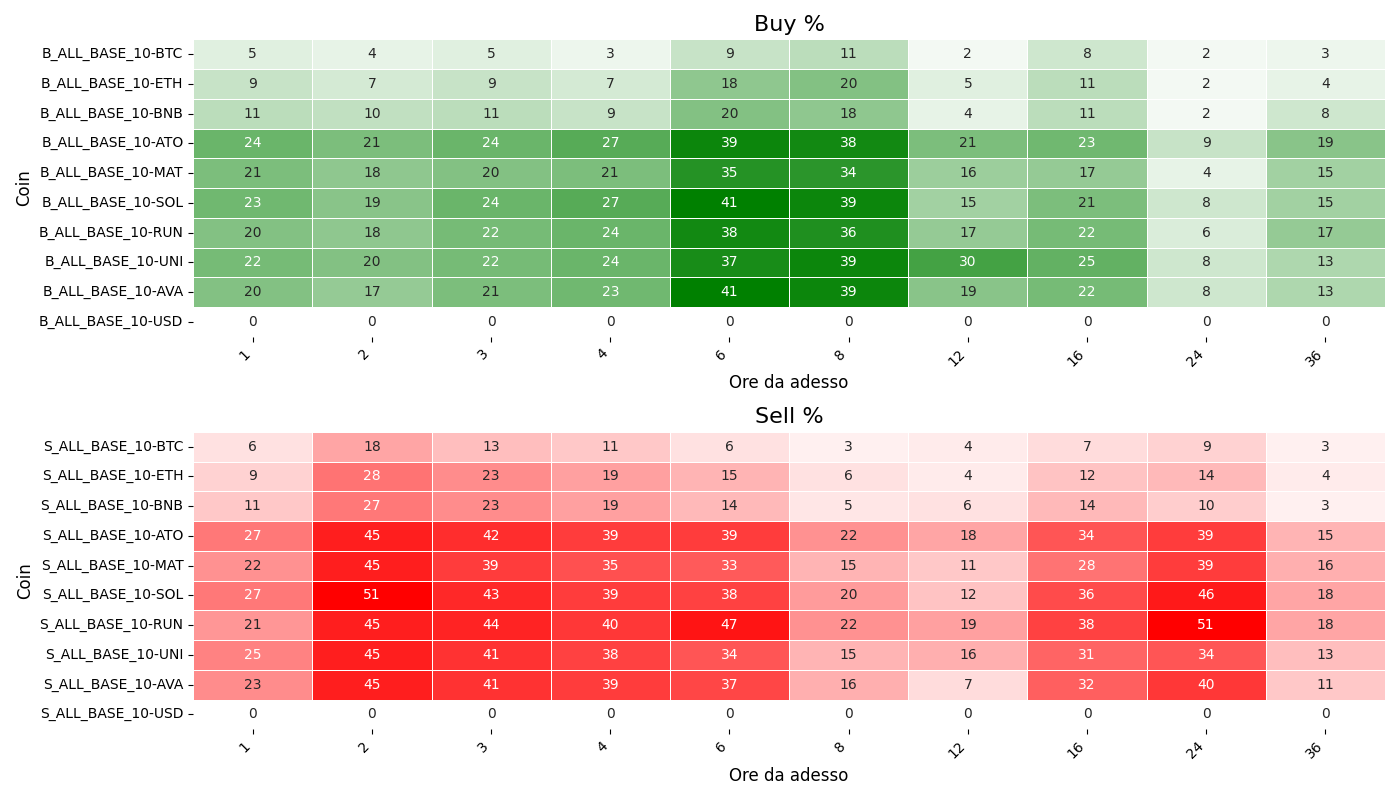 Buy %
Coin
B_ALL_BASE_10-BTC 5 4 5 3 9 11 2 8 2 3
B_ALL_BASE_10-ETH 9 7 9 7 18 20 5 11 2 4
B_ALL_BASE_10-BNB 11 10 11 9 20 18 4 11 2 8
B_ALL_BASE_10-ATO 24 21 24 27 39 38 21 23 9 19
B_ALL_BASE_10-MAT 21 18 20 21 35 34 16 17 4 15
B_ALL_BASE_10-SOL 23 19 24 27 41 39 15 21 8 15
B_ALL_BASE_10-RUN 20 18 22 24 38 36 17 22 6 17
B_ALL_BASE_10-UNI 22 20 22 24 37 39 30 25 8 13
B_ALL_BASE_10-AVA 20 17 21 23 41 39 19 22 8 13
B_ALL_BASE_10-USD 0 0 0 0 0 0 0 0 0 0
1 2 3 4 6 8 12 16 24 36
Ore da adesso
Sell %
Coin
S_ALL_BASE_10-BTC 6 18 13 11 6 3 4 7 9 3
S_ALL_BASE_10-ETH 9 28 23 19 15 6 4 12 14 4
S_ALL_BASE_10-BNB 11 27 23 19 14 5 6 14 10 3
S_ALL_BASE_10-ATO 27 45 42 39 39 22 18 34 39 15
S_ALL_BASE_10-MAT 22 45 39 35 33 15 11 28 39 16
S_ALL_BASE_10-SOL 27 51 43 39 38 20 12 36 46 18
S_ALL_BASE_10-RUN 21 45 44 40 47 22 19 38 51 18
S_ALL_BASE_10-UNI 25 45 41 38 34 15 16 31 34 13
S_ALL_BASE_10-AVA 23 45 41 39 37 16 7 32 40 11
S_ALL_BASE_10-USD 0 0 0 0 0 0 0 0 0 0
1 2 3 4 6 8 12 16 24 36
Ore da adesso